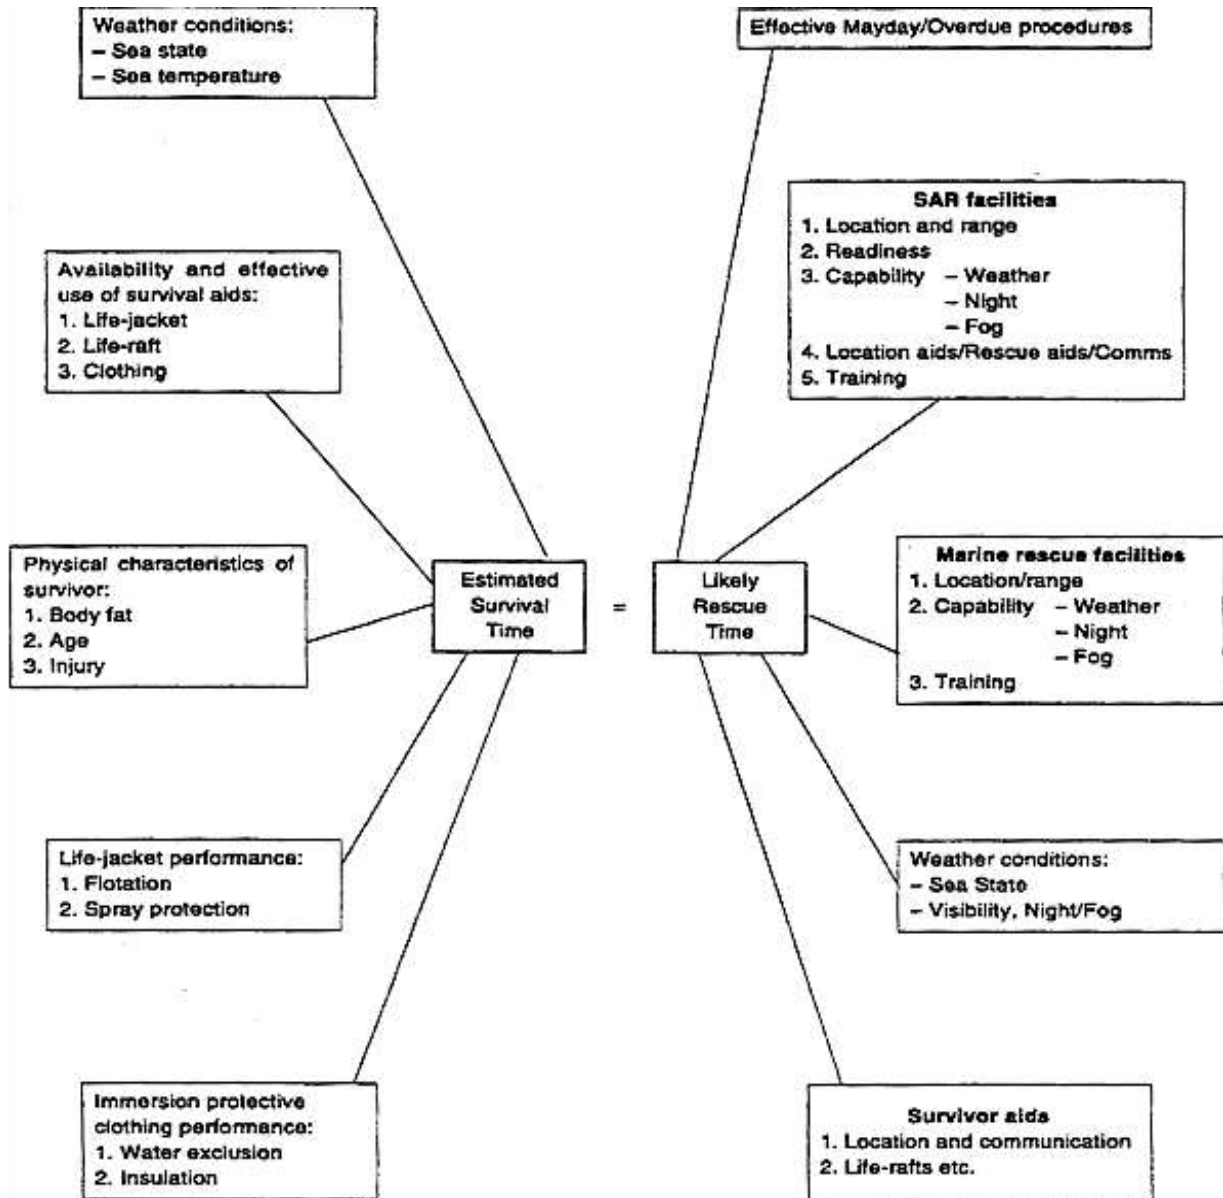 Weather conditions:
– Sea state
– Sea temperature
Availability and effective
use of survival aids:
1. Life-jacket
2. Life-raft
3. Clothing
Physical characteristics of
survivor:
1. Body fat
2. Age
3. Injury
Life-jacket performance:
1. Flotation
2. Spray protection
Immersion protective
clothing performance:
1. Water exclusion
2. Insulation
Estimated
Survival
Time
=
Likely
Rescue
Time
Effective Mayday/Overdue procedures
SAR facilities
1. Location and range
2. Readiness
3. Capability – Weather
– Night
– Fog
4. Location aids/Rescue aids/Comms
5. Training
Marine rescue facilities
1. Location/range
2. Capability – Weather
– Night
– Fog
3. Training
Weather conditions:
– Sea State
– Visibility, Night/Fog
Survivor aids
1. Location and communication
2. Life-rafts etc.